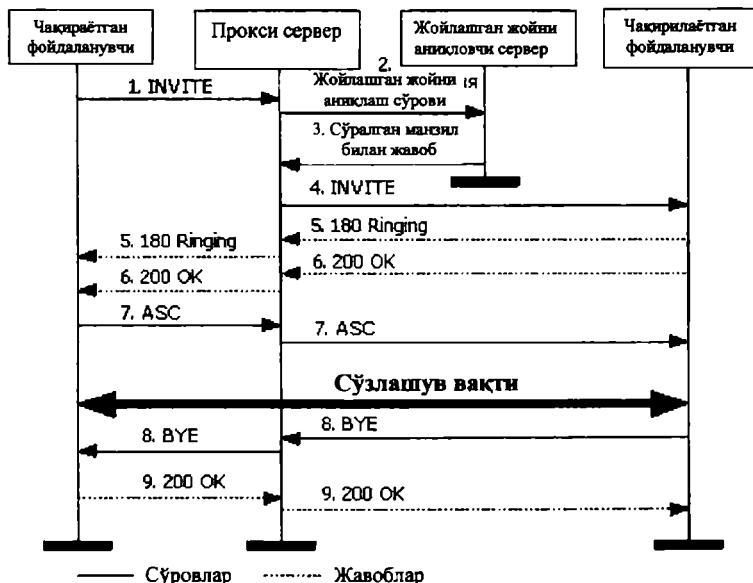 Чақираётган
фойдаланувчи
Прокси сервер
Жойлашган жойни
аниқловчи сервер
Чақирилаётган
фойдаланувчи
1. INVITE
2.
Жойлашган жойни ия
аниқлаш сўрови
3. Сўралган манзил
билан жавоб
4. INVITE
5. 180 Ringing
5. 180 Ringing
6. 200 OK
6. 200 OK
7. ASC
7. ASC
Сўзлашув вақти
8. BYE
8. BYE
9. 200 OK
9. 200 OK
Сўровлар
Жавоблар